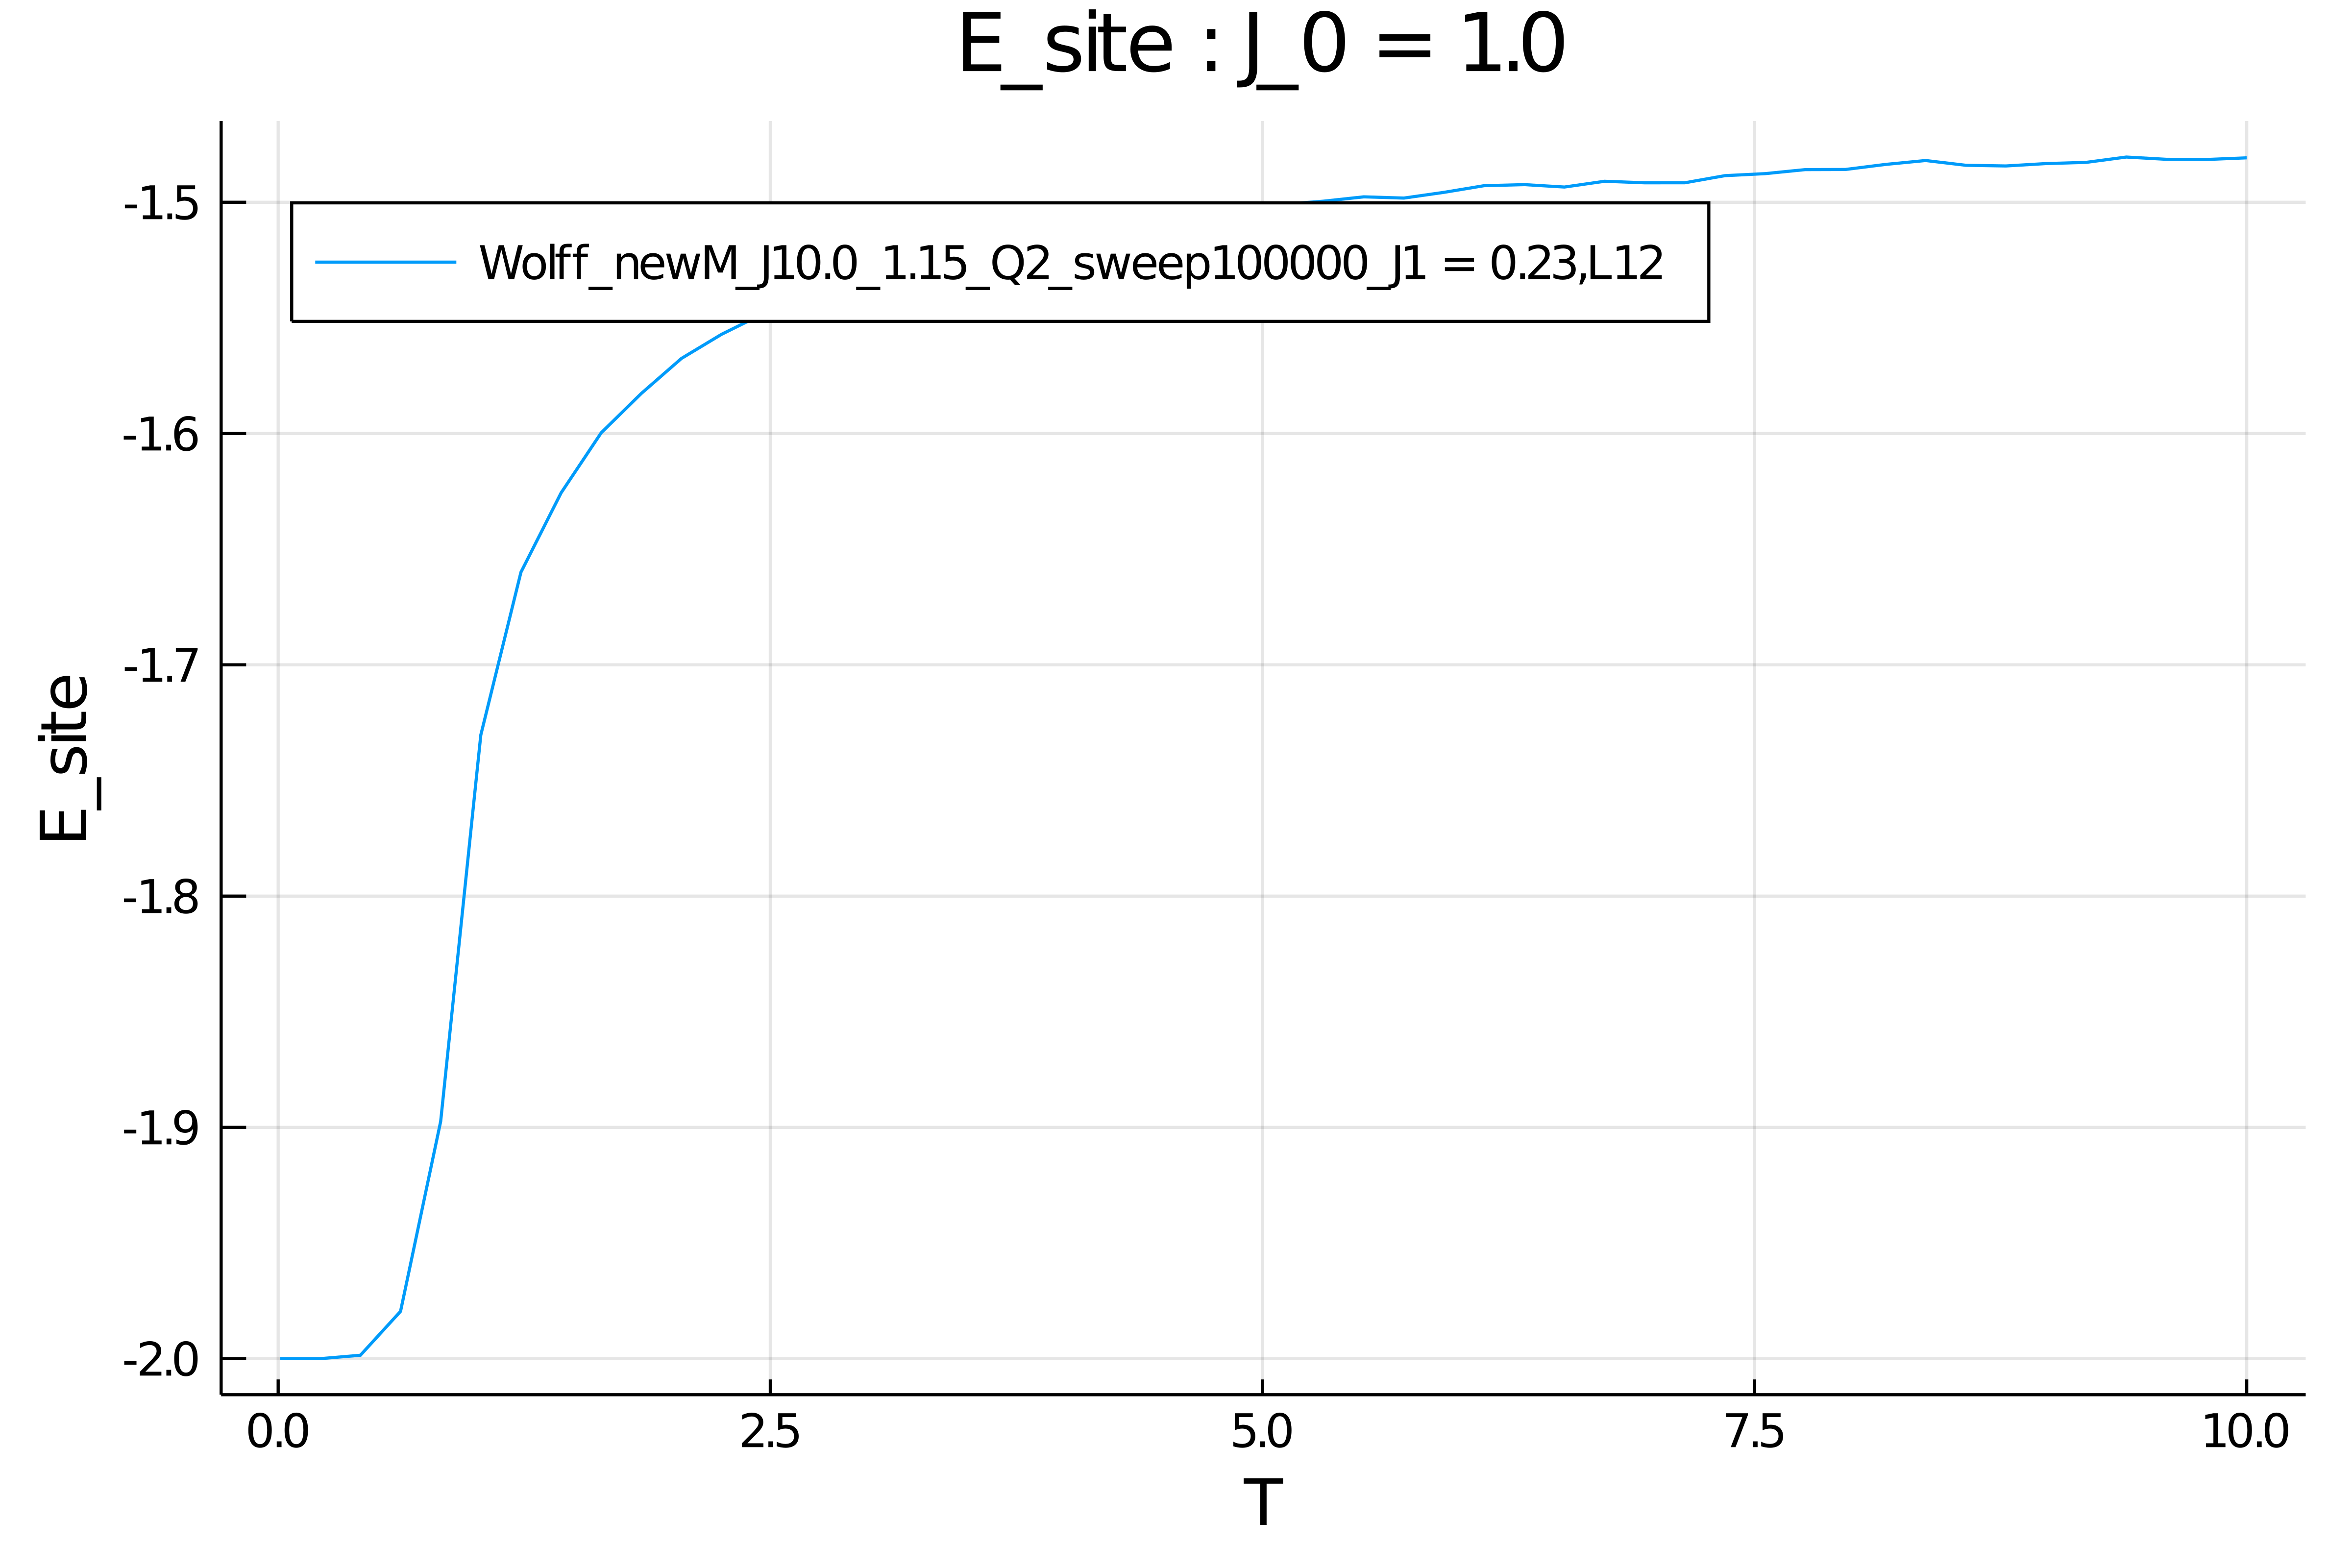 E_site : J_0 = 1.0
-1.5
Wolff_newM_J10.0_1.15_Q2_sweep100000_J1 = 0.23,L12
-1.6
-1.7
E_site
-1.8
-1.9
-2.0
0.0 2.5 5.0 7.5 10.0
T